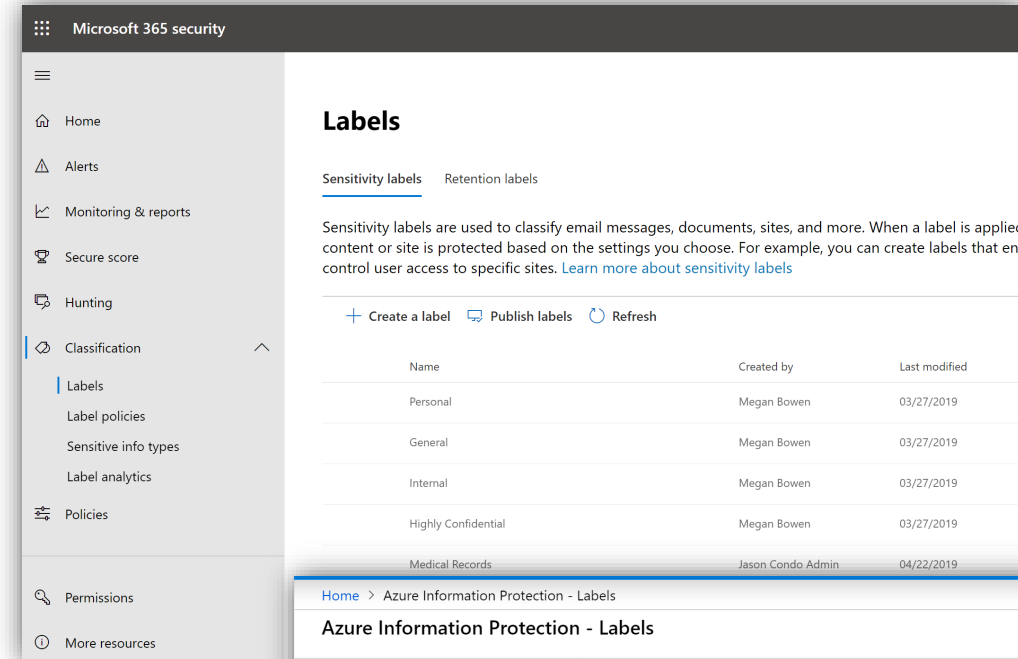 Microsoft 365 security
Home
Alerts
Monitoring & reports
Secure score
Hunting
Classification
Labels
Label policies
Sensitive info types
Label analytics
Policies
Permissions
More resources
Labels
Sensitivity labels Retention labels
Sensitivity labels are used to classify email messages, documents, sites, and more. When a label is applied
content or site is protected based on the settings you choose. For example, you can create labels that en
control user access to specific sites. Learn more about sensitivity labels
Create a label Publish labels Refresh
Name Created by Last modified
Personal Megan Bowen 03/27/2019
General Megan Bowen 03/27/2019
Internal Megan Bowen 03/27/2019
Highly Confidential Megan Bowen 03/27/2019
Medical Records Jason Condo Admin 04/22/2019
Home > Azure Information Protection - Labels
Azure Information Protection - Labels